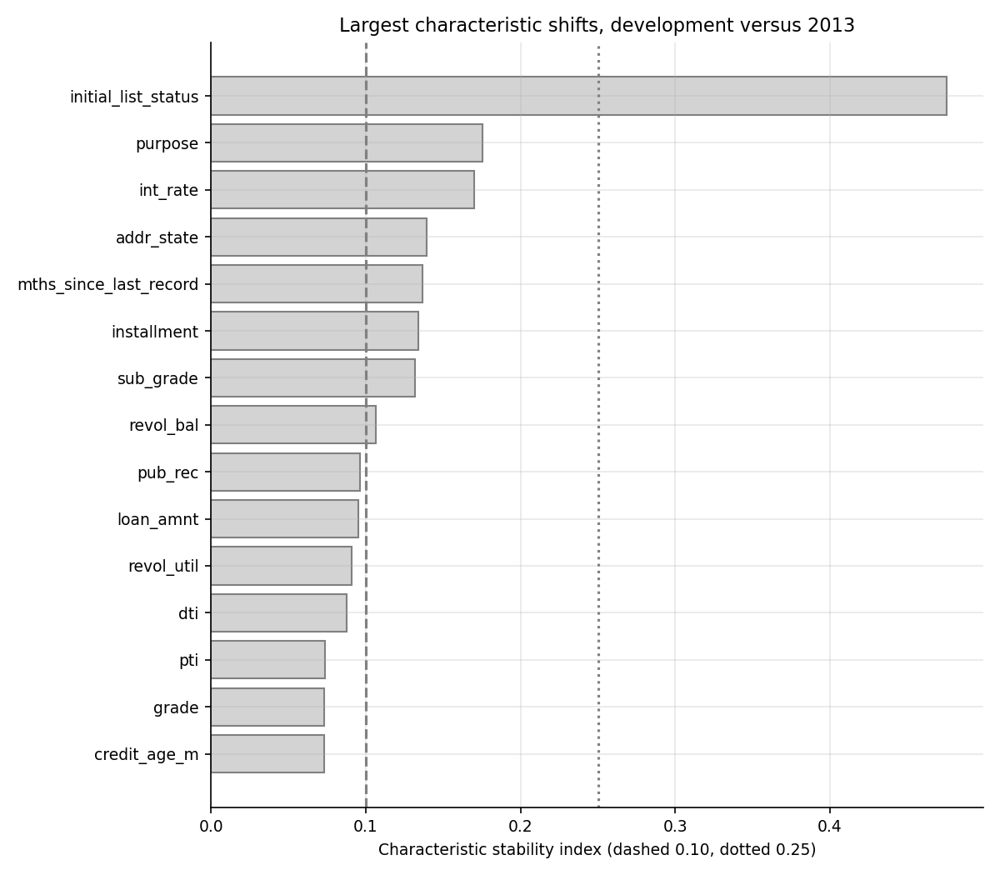 Largest characteristic shifts, development versus 2013
initial_list_status
purpose
int_rate
addr_state
mths_since_last_record
installment
sub_grade
revol_bal
pub_rec
loan_amnt
revol_util
dti
pti
grade
credit_age_m
0.0 0.1 0.2 0.3 0.4
Characteristic stability index (dashed 0.10, dotted 0.25)